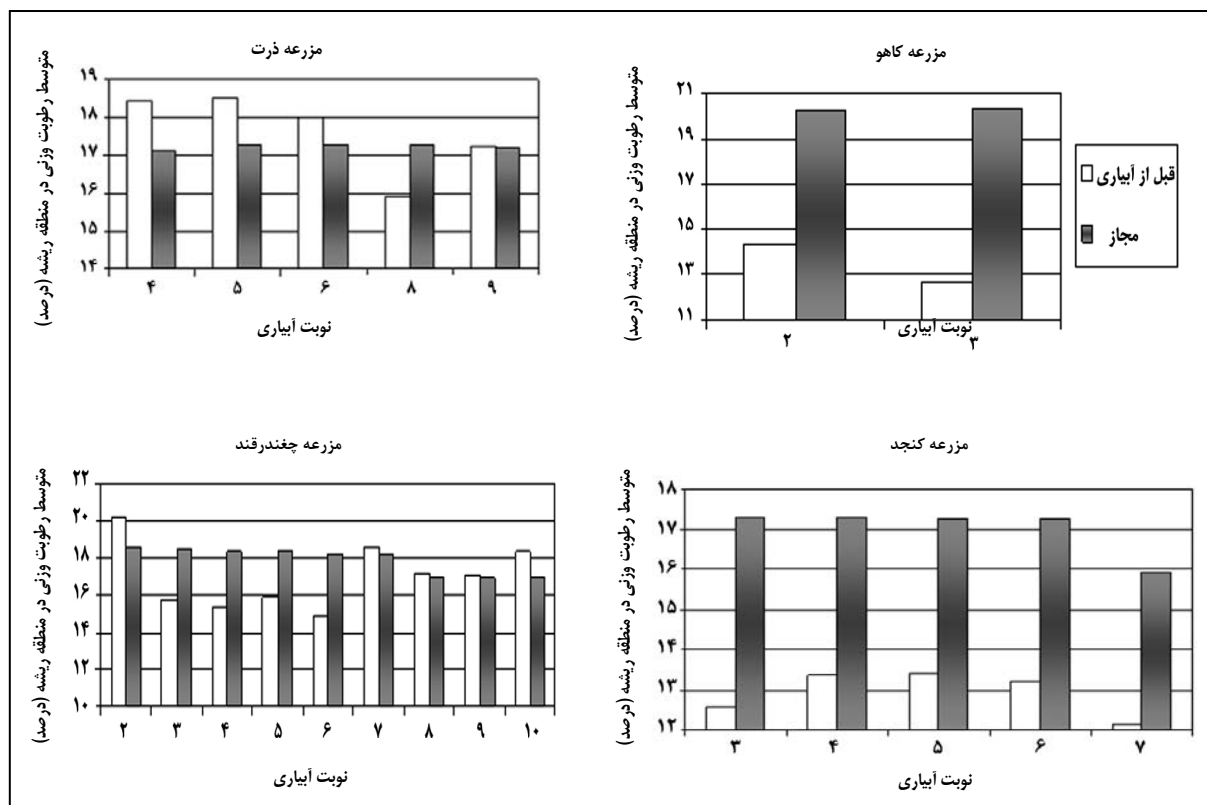 مزرعه ذرت
متوسط رطوبت وزنی در منطقه ریشه (درصد)
۱۹
۱۸
۱۷
۱۶
۱۵
۱۴
۴ ۵ ۶ ۸ ۹
نوبت آبیاری
مزرعه کاهو
متوسط رطوبت وزنی در منطقه ریشه (درصد)
۲۱
۱۹
۱۷
۱۵
۱۳
۱۱
۲ ۳
نوبت آبیاری
قبل از آبیاری
مجاز
مزرعه چغندرقند
متوسط رطوبت وزنی در منطقه ریشه (درصد)
۲۲
۲۰
۱۸
۱۶
۱۴
۱۲
۱۰
۲ ۳ ۴ ۵ ۶ ۷ ۸ ۹ ۱۰
نوبت آبیاری
مزرعه کنجد
متوسط رطوبت وزنی در منطقه ریشه (درصد)
۱۸
۱۷
۱۶
۱۵
۱۴
۱۳
۱۲
۳ ۴ ۵ ۶ ۷
نوبت آبیاری